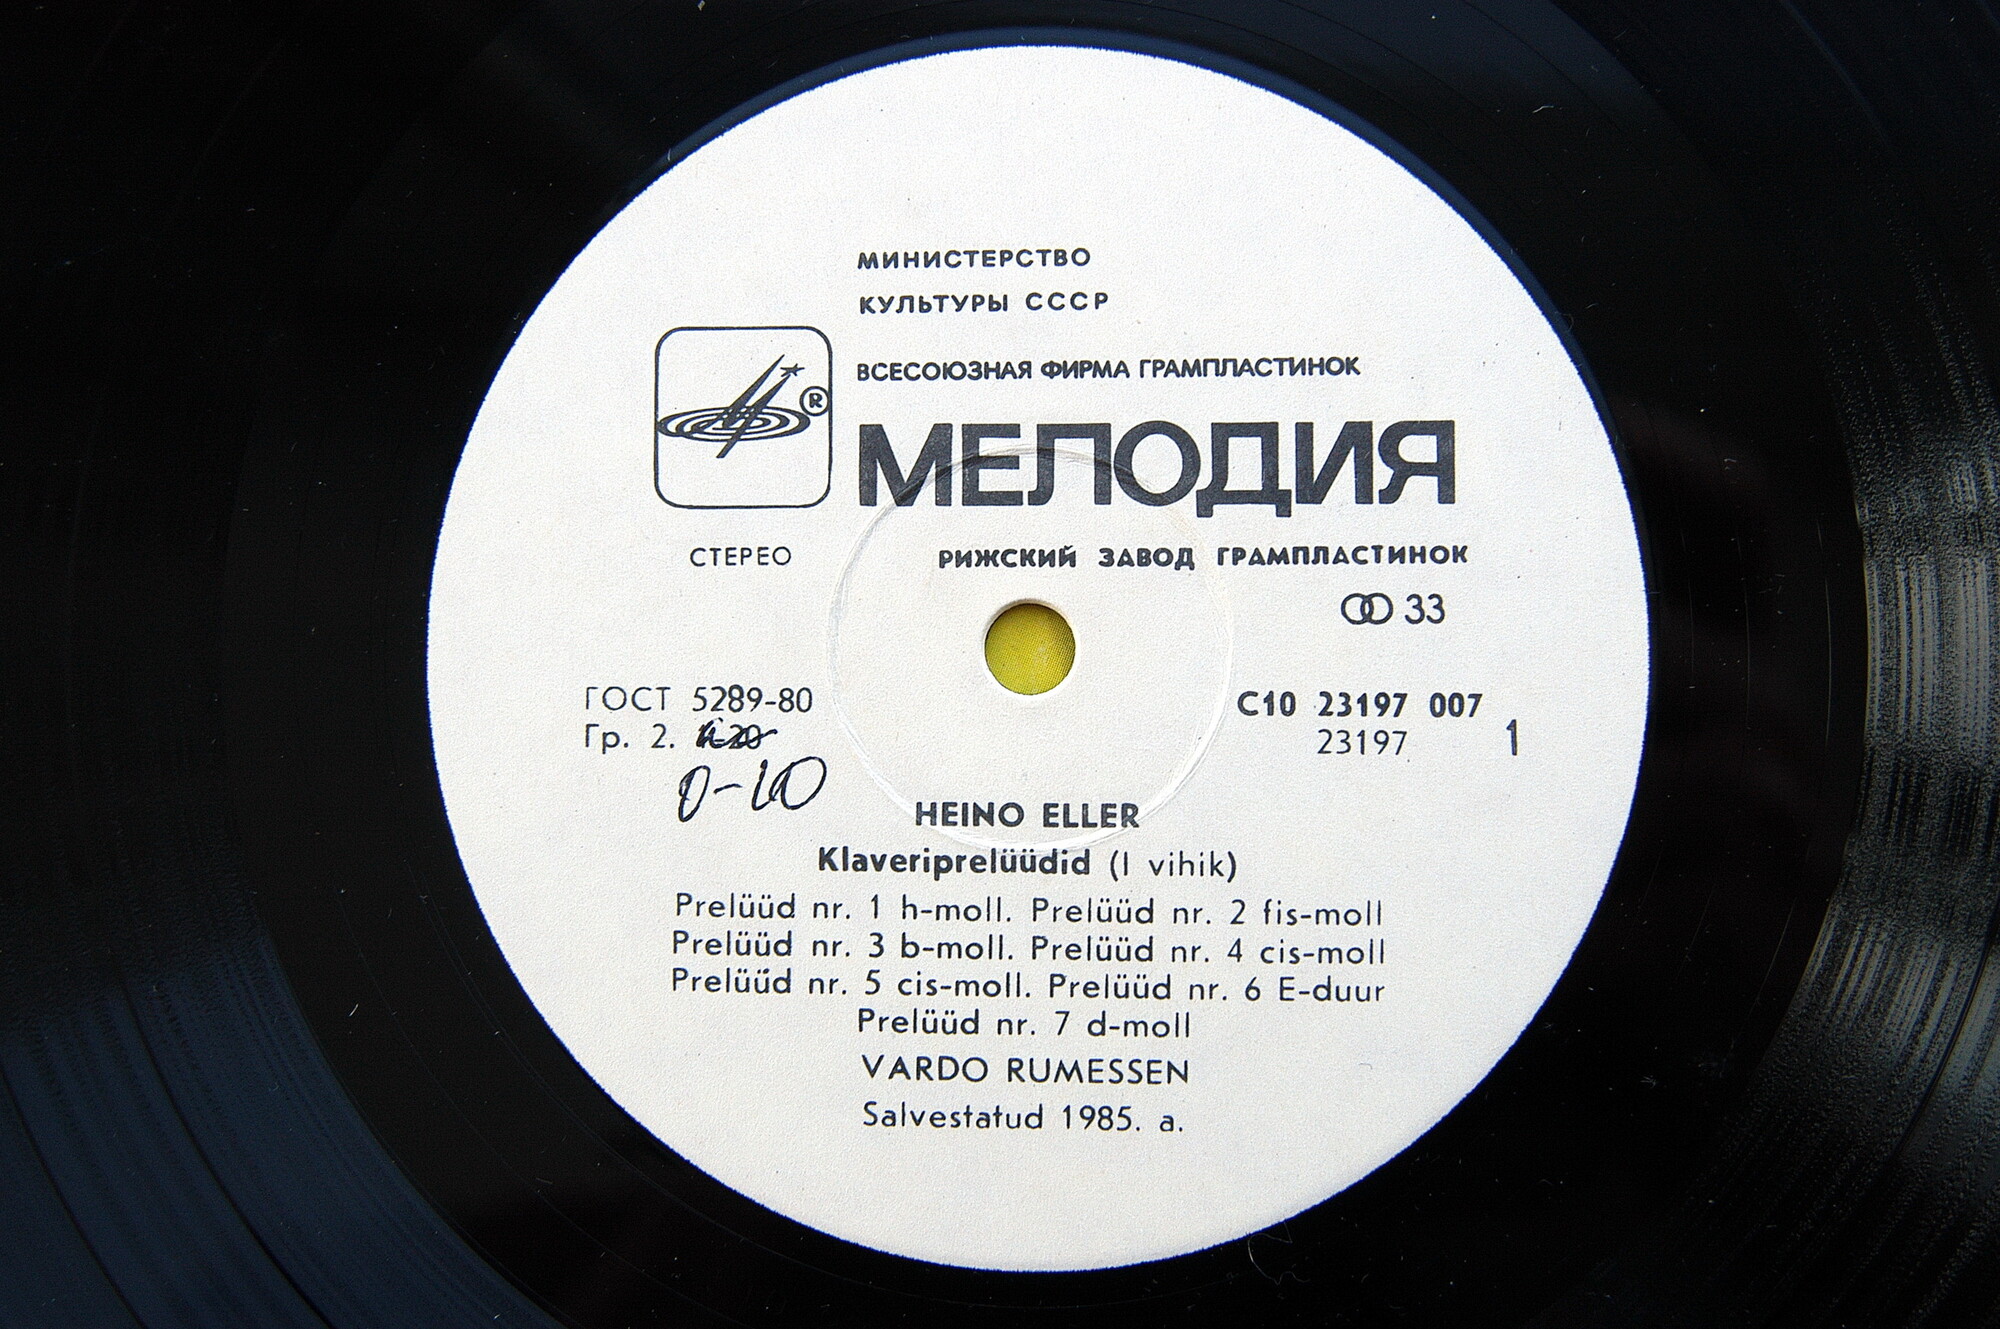 МИНИСТЕРСТВО
КУЛЬТУРЫ СССР
ВСЕСОЮЗНАЯ ФИРМА ГРАМПЛАСТИНОК
®
МЕЛОДИЯ
СТЕРЕО РИЖСКИЙ ЗАВОД ГРАМПЛАСТИНОК
33
ГОСТ 5289-80 С10 23197 007
Гр. 2. 23197 1
0-10
HEINO ELLER
Klaveriprelüüdid (I vihik)
Prelüüd nr. 1 h-moll. Prelüüd nr. 2 fis-moll
Prelüüd nr. 3 b-moll. Prelüüd nr. 4 cis-moll
Prelüüd nr. 5 cis-moll. Prelüüd nr. 6 E-duur
Prelüüd nr. 7 d-moll
VARDO RUMESSEN
Salvestatud 1985. a.